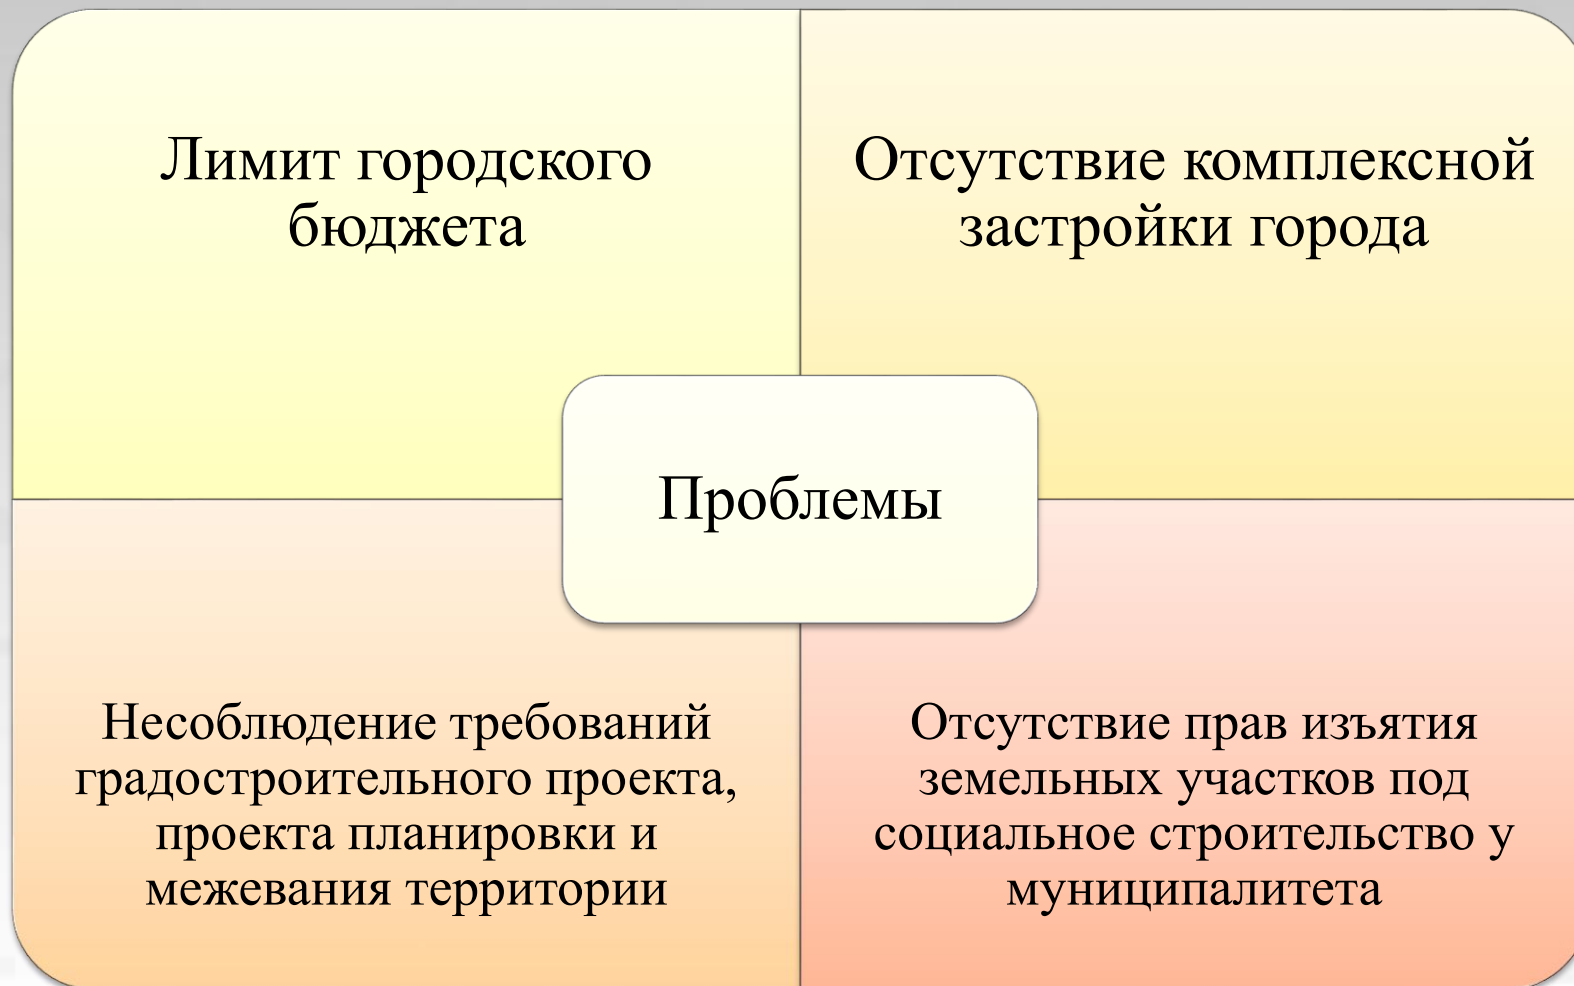 Лимит городского
бюджета
Отсутствие комплексной
застройки города
Проблемы
Несоблюдение требований
градостроительного проекта,
проекта планировки и
межевания территории
Отсутствие прав изъятия
земельных участков под
социальное строительство у
муниципалитета